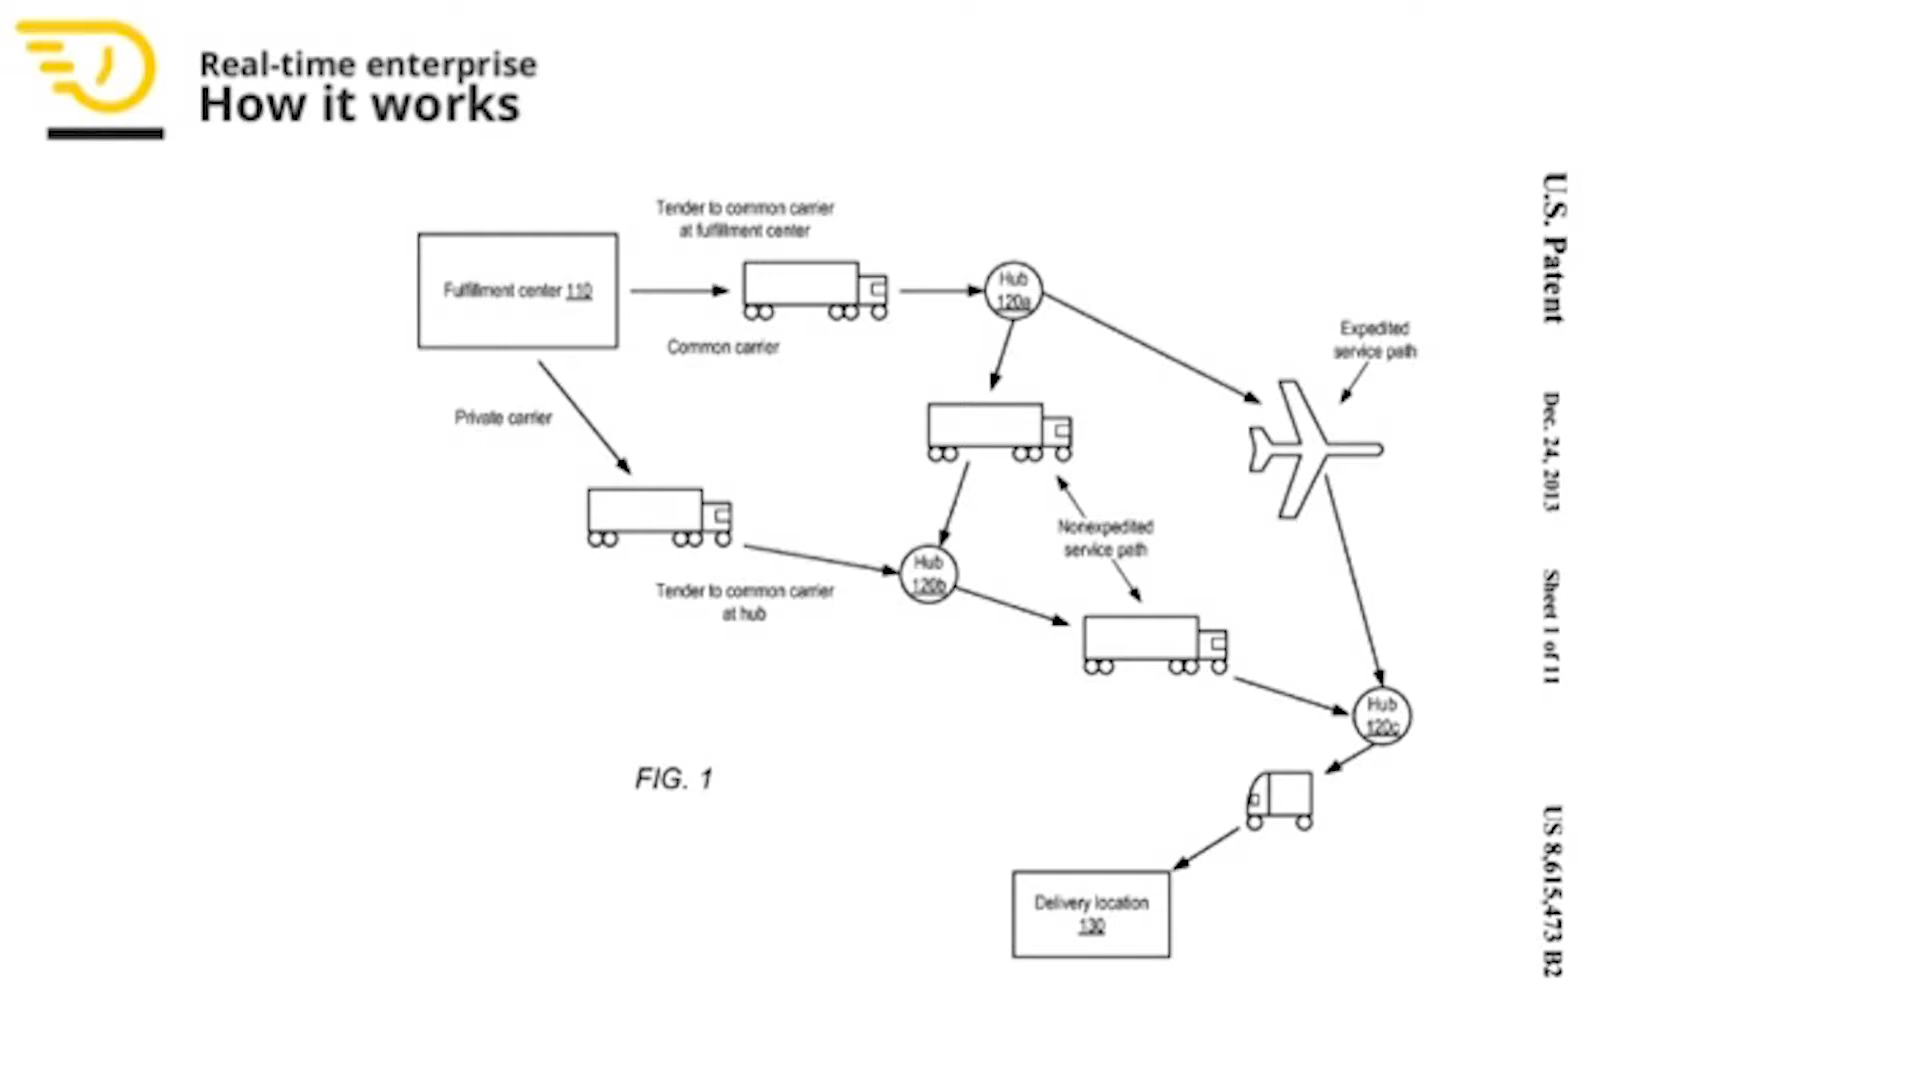 Real-time enterprise
How it works
Tender to common carrier
at fulfillment center
Fulfillment center 110
Common carrier
Hub
120a
Expedited
service path
Private carrier
Nonexpedited
service path
Hub
120b
Tender to common carrier
at hub
Hub
120c
FIG. 1
Delivery location
130
U.S. Patent
Dec. 24, 2013
Sheet 1 of 11
US 8,615,473 B2